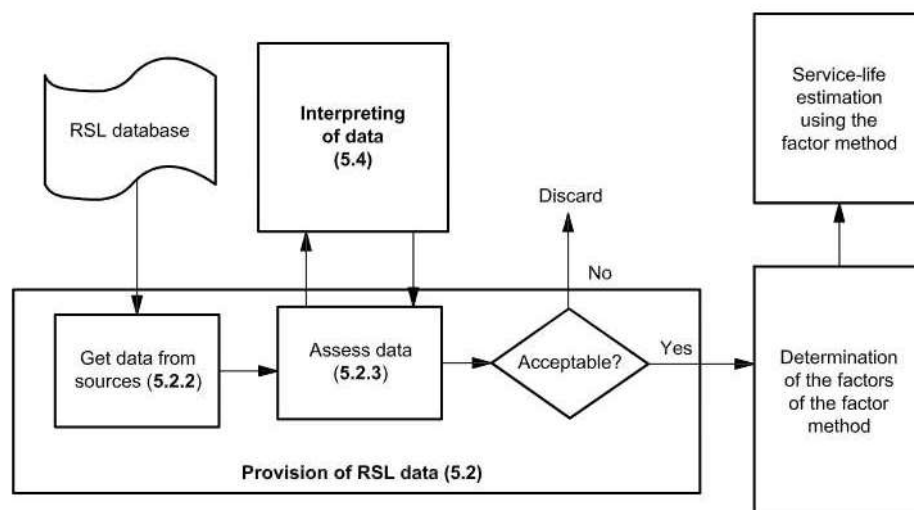 RSL database
Interpreting
of data
(5.4)
Service-life
estimation
using the
factor method
Discard
No
Get data from
sources (5.2.2)
Assess data
(5.2.3)
Acceptable?
Yes
Determination
of the factors
of the factor
method
Provision of RSL data (5.2)